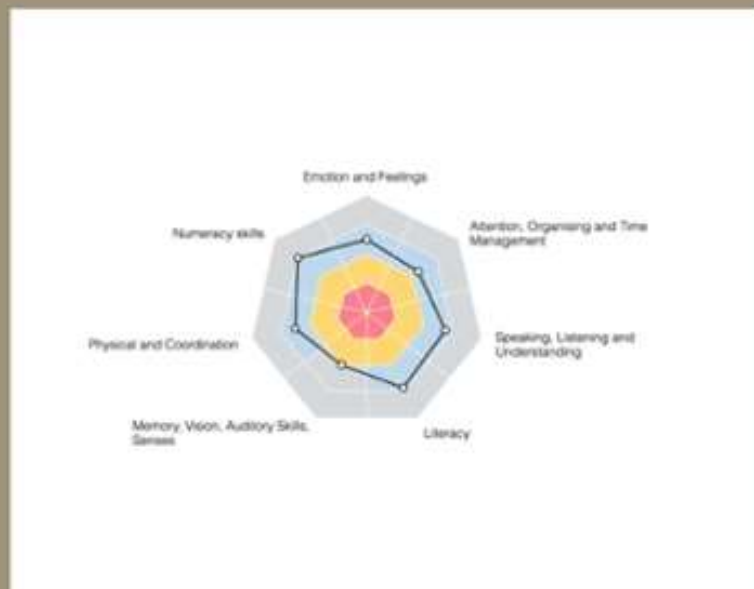 Emotion and Feelings
Attention, Organising and Time
Management
Numeracy skills
Speaking, Listening and
Understanding
Physical and Coordination
Memory, Vision, Auditory Skills,
Senses
Literacy